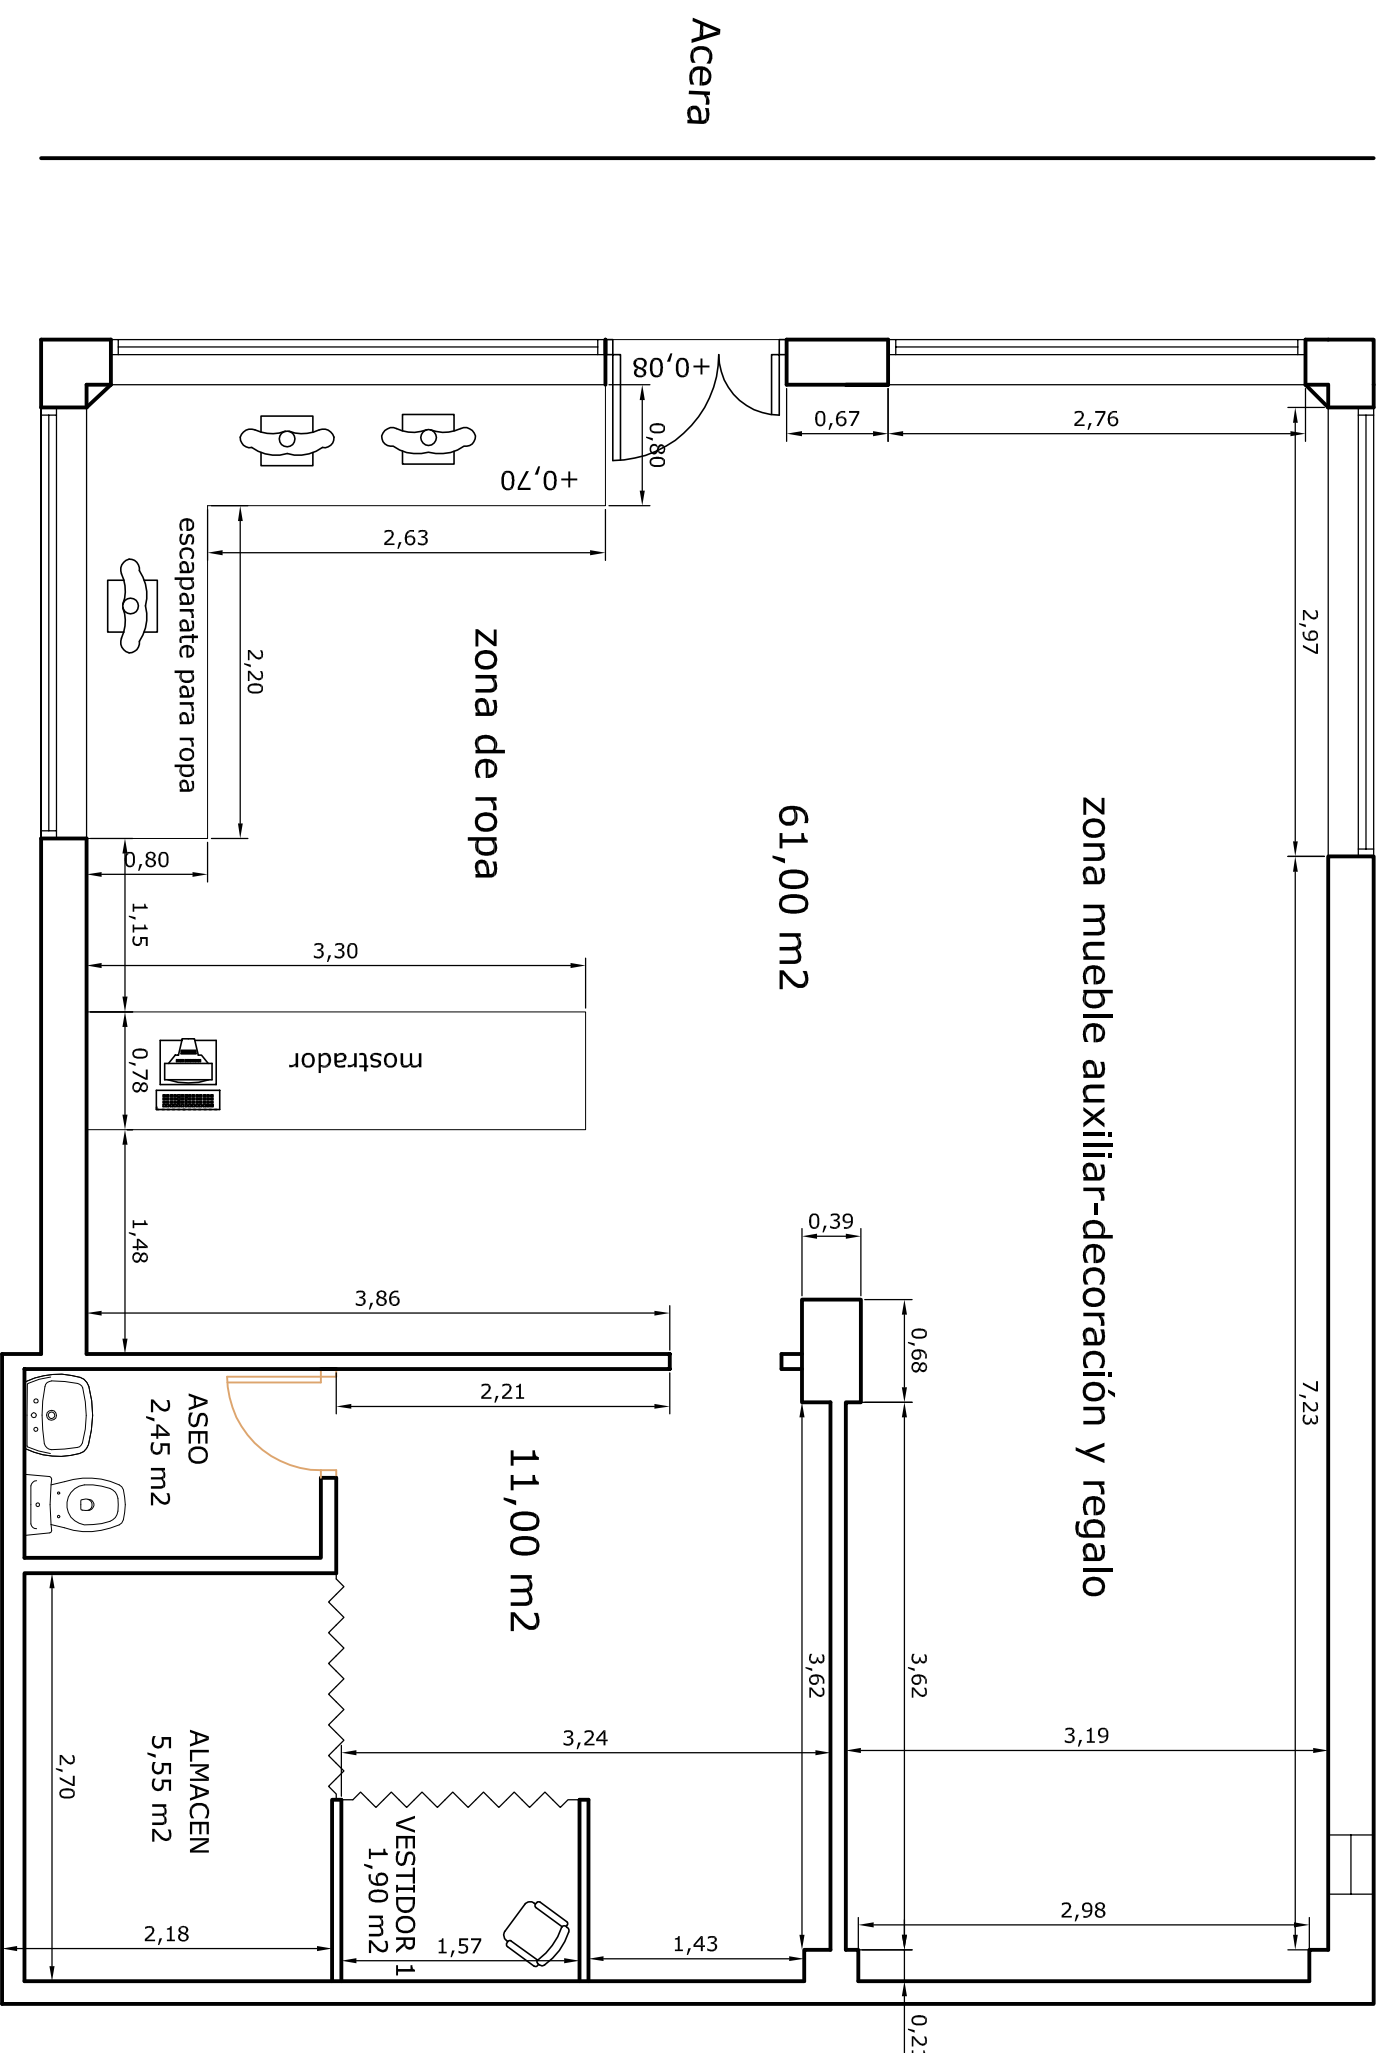 Acera
+0,08
0,67
2,76
0,80
+0,70
2,63
escaparate para ropa
2,20
2,97
zona de ropa
61,00 m2
zona mueble auxiliar-decoración y regalo
0,80
1,15
3,30
mostrador
0,78
1,48
0,39
3,86
0,68
2,21
7,23
ASEO
2,45 m2
11,00 m2
3,62
3,62
3,24
3,19
ALMACEN
5,55 m2
2,70
VESTIDOR 1
1,90 m2
2,18
1,57
1,43
2,98